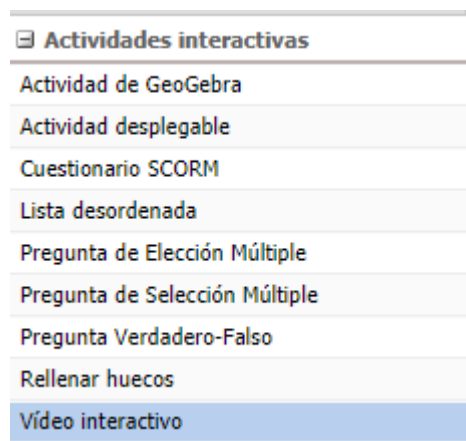 Actividades interactivas
Actividad de GeoGebra
Actividad desplegable
Cuestionario SCORM
Lista desordenada
Pregunta de Elección Múltiple
Pregunta de Selección Múltiple
Pregunta Verdadero-Falso
Rellenar huecos
Vídeo interactivo